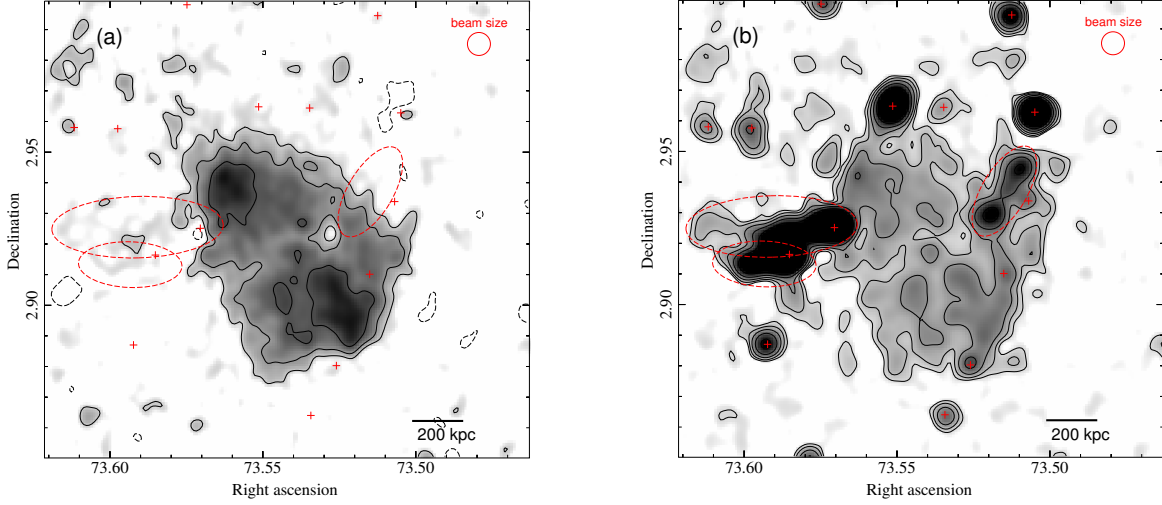 (a)
beam size
2.95
2.90
Declination
200 kpc
73.60
73.55
73.50
Right ascension
(b)
beam size
2.95
2.90
Declination
200 kpc
73.60
73.55
73.50
Right ascension